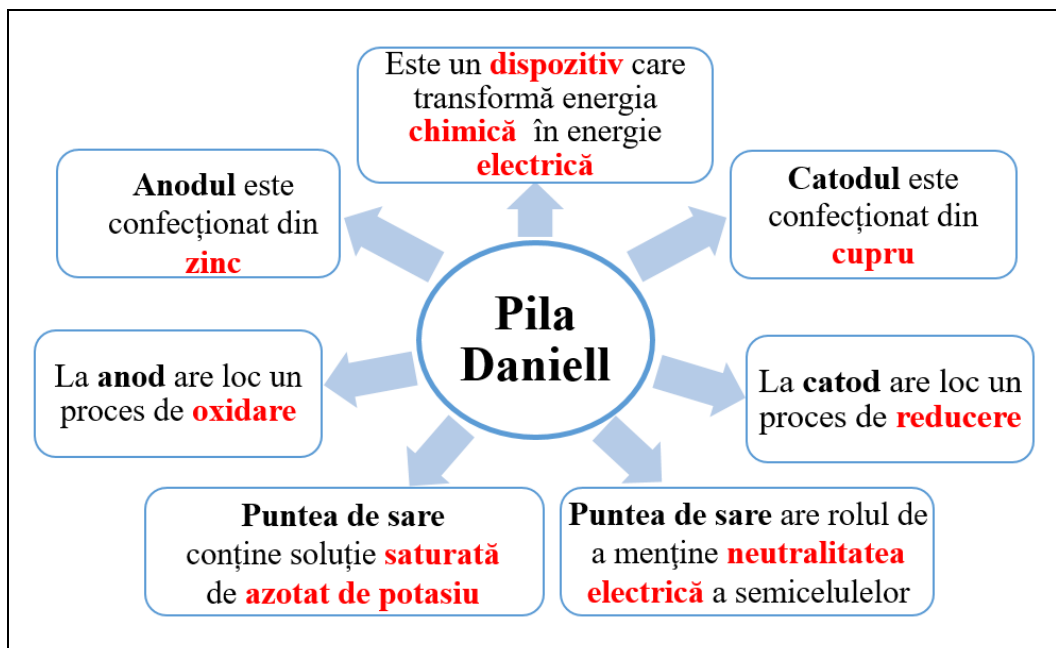 Este un dispozitiv care
transformă energia
chimică în energie
electrică
Anodul este
confecționat din
zinc
Catodul este
confecționat din
cupru
Pila
Daniell
La anod are loc un
proces de oxidare
La catod are loc un
proces de reducere
Puntea de sare
conține soluție saturată
de azotat de potasiu
Puntea de sare are rolul de
a menţine neutralitatea
electrică a semicelulelor